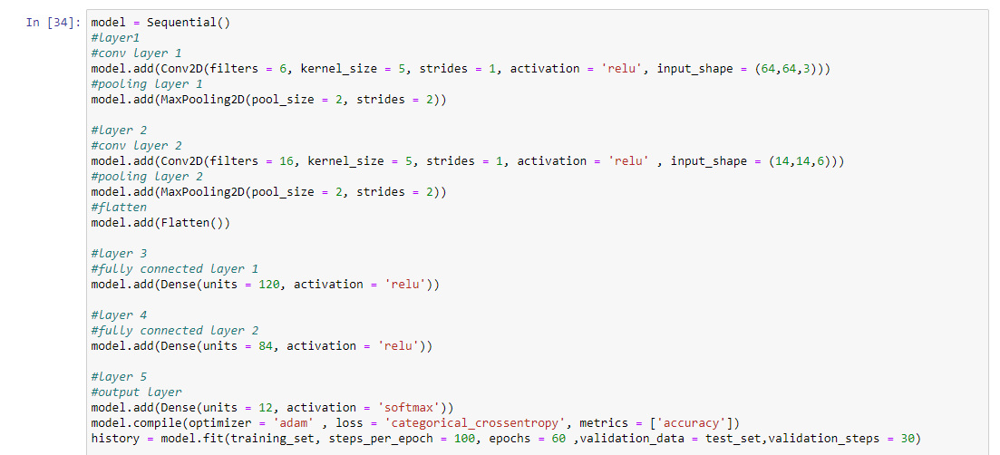 In [34]: model = Sequential()
#layer1
#conv layer 1
model.add(Conv2D(filters = 6, kernel_size = 5, strides = 1, activation = 'relu', input_shape = (64,64,3)))
#pooling layer 1
model.add(MaxPooling2D(pool_size = 2, strides = 2))
#layer 2
#conv layer 2
model.add(Conv2D(filters = 16, kernel_size = 5, strides = 1, activation = 'relu' , input_shape = (14,14,6)))
#pooling layer 2
model.add(MaxPooling2D(pool_size = 2, strides = 2))
#flatten
model.add(Flatten())
#layer 3
#fully connected layer 1
model.add(Dense(units = 120, activation = 'relu'))
#layer 4
#fully connected layer 2
model.add(Dense(units = 84, activation = 'relu'))
#layer 5
#output layer
model.add(Dense(units = 12, activation = 'softmax'))
model.compile(optimizer = 'adam' , loss = 'categorical_crossentropy', metrics = ['accuracy'])
history = model.fit(training_set, steps_per_epoch = 100, epochs = 60 ,validation_data = test_set,validation_steps = 30)